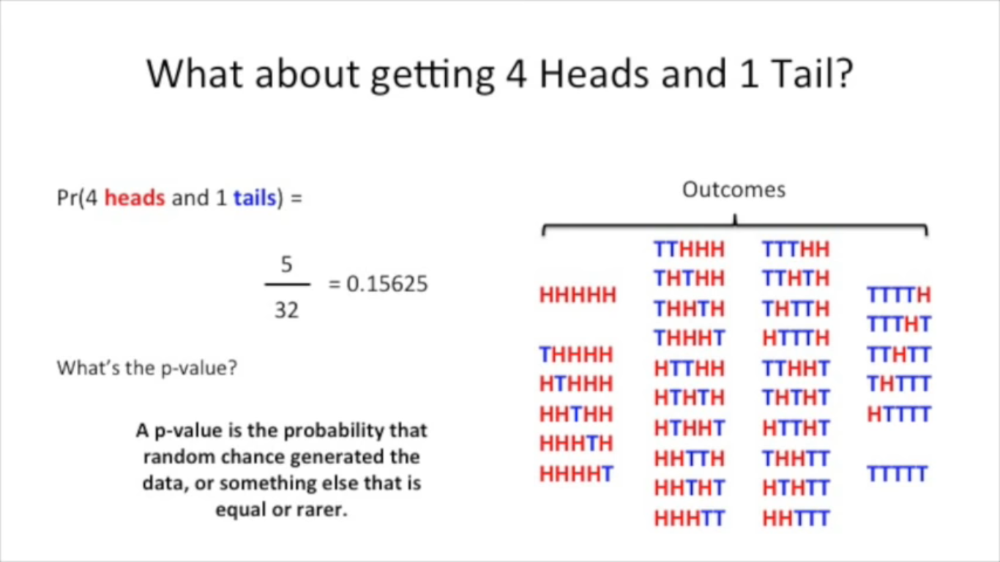 What about getting 4 Heads and 1 Tail?
Pr(4 heads and 1 tails) =
5
32
= 0.15625
What's the p-value?
A p-value is the probability that
random chance generated the
data, or something else that is
equal or rarer.
Outcomes
HHHHH
THHHH
HTHHH
HHTHH
HHHTH
HHHHT
TTHHH
THTHH
THHTH
THHHT
HTTHH
HTHTH
HTHHT
HHTTH
HHTHT
HHHTT
TTTHH
TTHTH
THTTH
HTTTH
TTHHT
THTHT
HTTHT
THHTT
HTHTT
HHTTT
TTTTH
TTTHT
TTHTT
THTTT
HTTTT
TTTTT